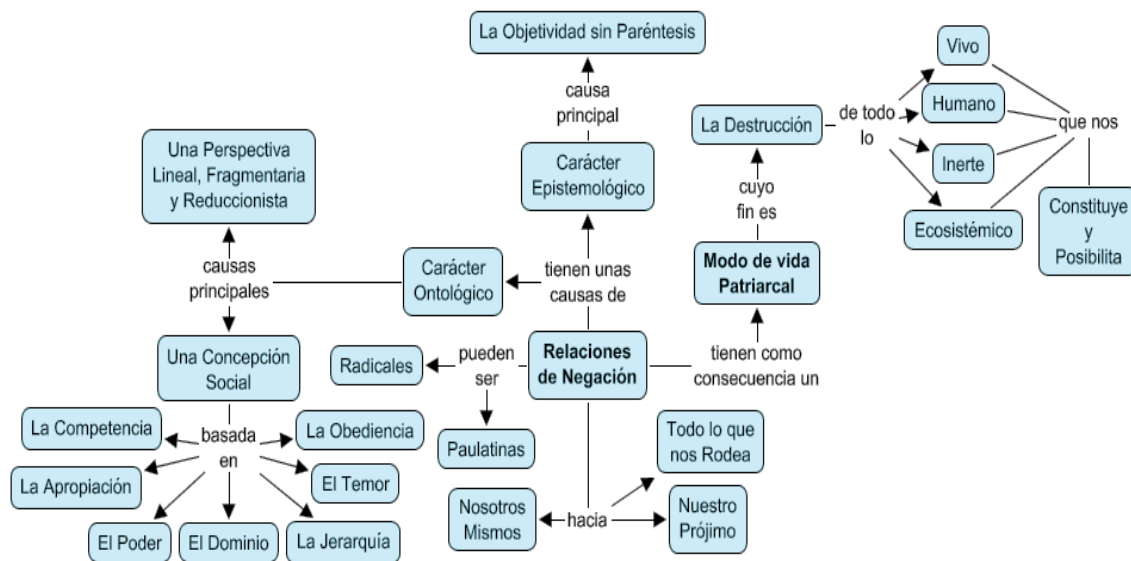 La Objetividad sin Paréntesis
causa
principal
Carácter
Epistemológico
Una Perspectiva
Lineal, Fragmentaria
y Reduccionista
causas
principales
Carácter
Ontológico
tienen unas
causas de
Una Concepción
Social
basada
en
La Competencia
La Obediencia
La Apropiación
El Temor
El Poder
El Dominio
La Jerarquía
Radicales
pueden
ser
Paulatinas
Relaciones
de Negación
hacia
Nosotros
Mismos
Todo lo que
nos Rodea
Nuestro
Prójimo
tienen como
consecuencia un
Modo de vida
Patriarcal
cuyo
fin es
La Destrucción
de todo
lo
Vivo
Humano
Inerte
Ecosistémico
que nos
Constituye
y
Posibilita